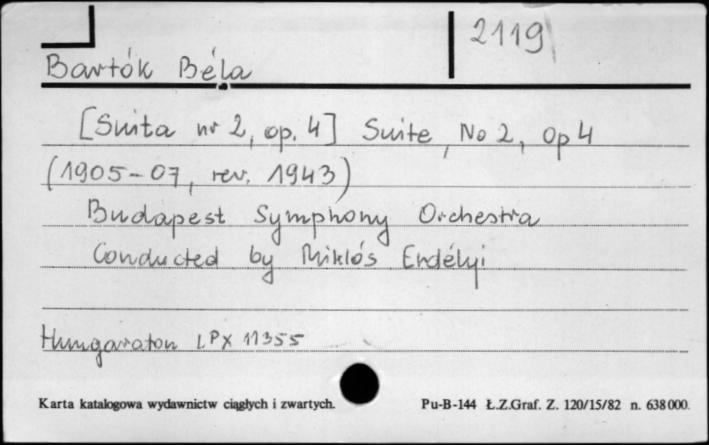 2119
Bartók Béla
[Suita nr 2, op. 4] Suite, No 2, Op 4
(1905-07, rev. 1943)
Budapest Symphony Orchestra
Conducted by Miklós Erdélyi
Hungaraton LPX 11355
Karta katalogowa wydawnictw ciągłych i zwartych. Pu-B-144 Ł.Z.Graf. Z. 120/15/82 n. 638000.